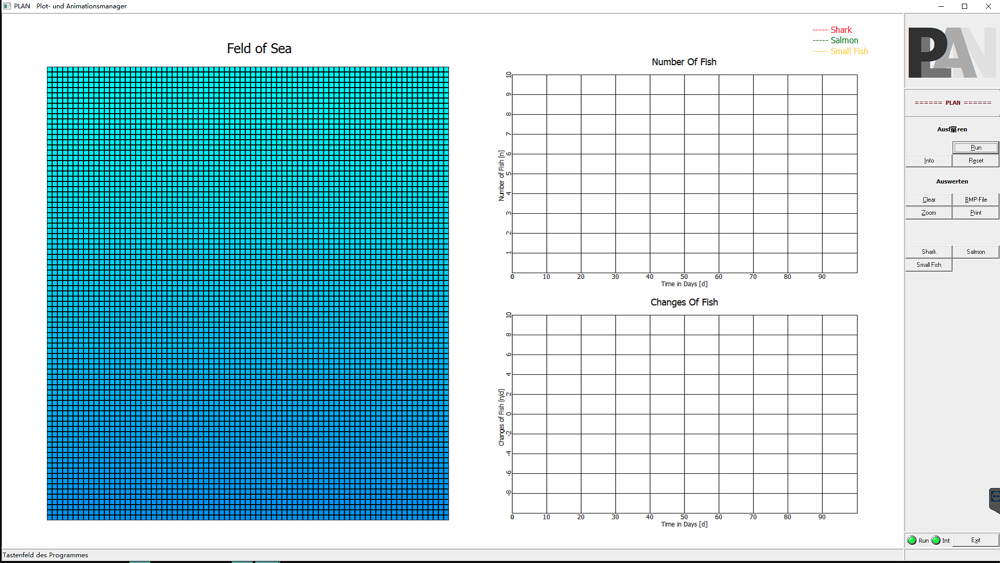 PLAN Plot- und Animationsmanager
Feld of Sea
----- Shark
----- Salmon
----- Small Fish
Number Of Fish
Number of Fish [n]
10
9
8
7
6
5
4
3
2
1
0 10 20 30 40 50 60 70 80 90
Time in Days [d]
Changes Of Fish
Changes of Fish [n/d]
10
8
6
4
2
0
-2
-4
-6
-8
0 10 20 30 40 50 60 70 80 90
Time in Days [d]
PLAN
====== PLAN ======
Run
Info Reset
Auswerten
Clear BMP-File
Zoom Print
Shark Salmon
Small Fish
Run Int Exit
Tastenfeld des Programmes